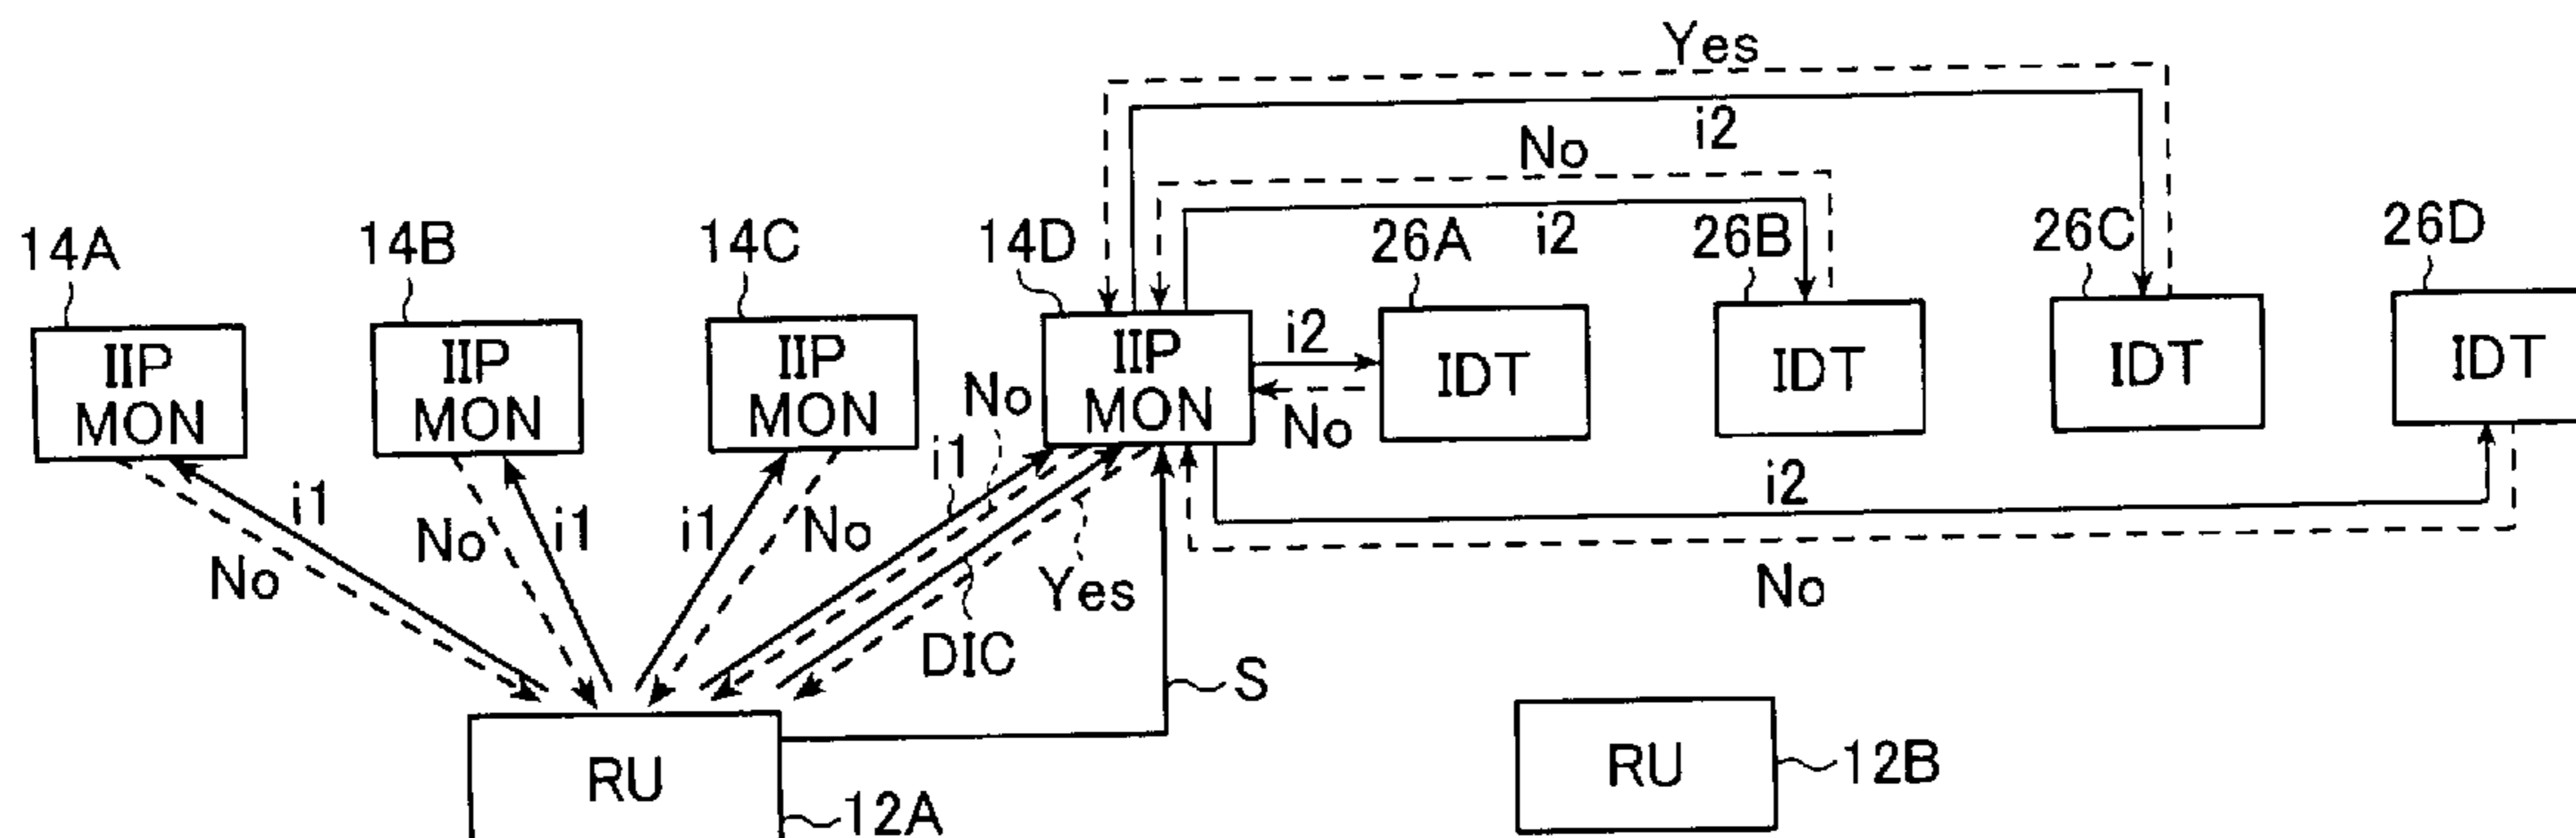 Yes
i2
No
i2
14A
14B
14C
14D
26A
26B
26C
26D
IIP
MON
IIP
MON
IIP
MON
IIP
MON
i2
No
IDT
IDT
IDT
IDT
No
i1
i1
No
No
i1
i1
No
DIC
Yes
i2
No
S
RU
12A
RU
12B